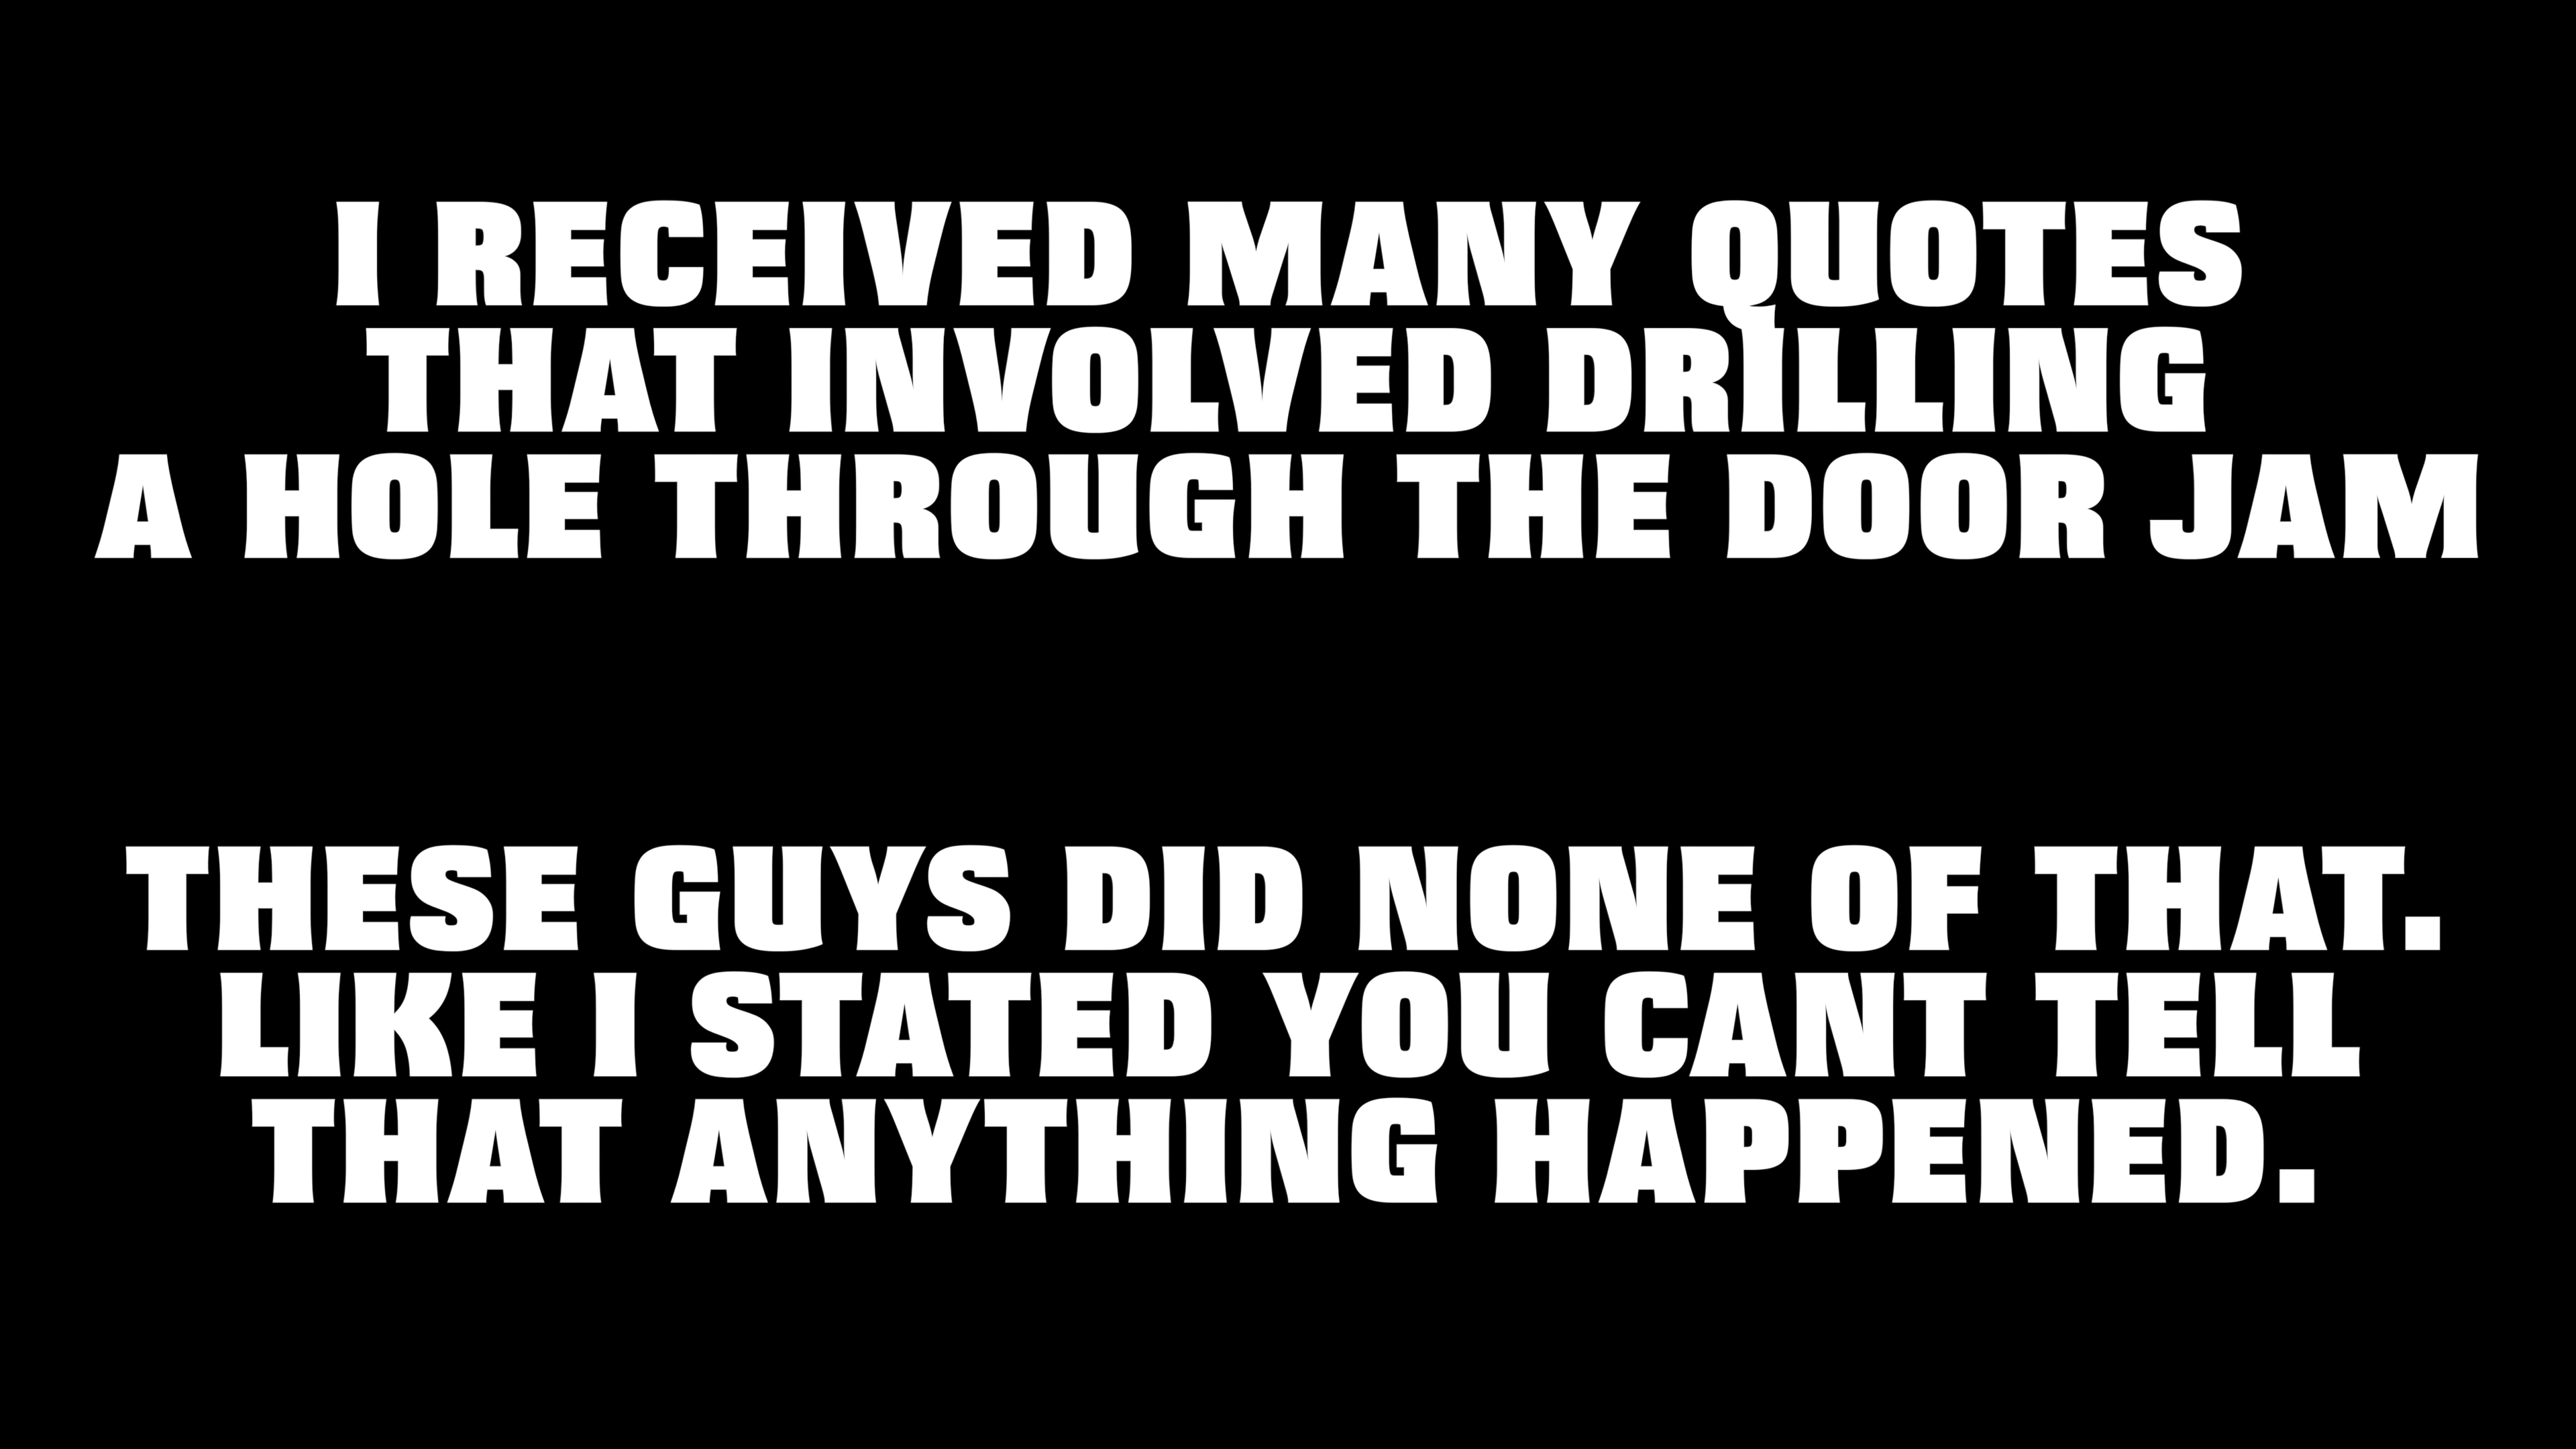 I RECEIVED MANY QUOTES
THAT INVOLVED DRILLING
A HOLE THROUGH THE DOOR JAM
THESE GUYS DID NONE OF THAT.
LIKE I STATED YOU CANT TELL
THAT ANYTHING HAPPENED.